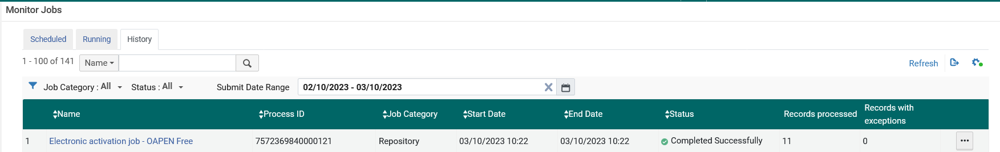 Monitor Jobs
Scheduled Running History
1 - 100 of 141 Name Refresh
Job Category : All Status : All Submit Date Range 02/10/2023 - 03/10/2023
Name Process ID Job Category Start Date End Date Status Records processed Records with exceptions
1 Electronic activation job - OAPEN Free 7572369840000121 Repository 03/10/2023 10:22 03/10/2023 10:22 Completed Successfully 11 0